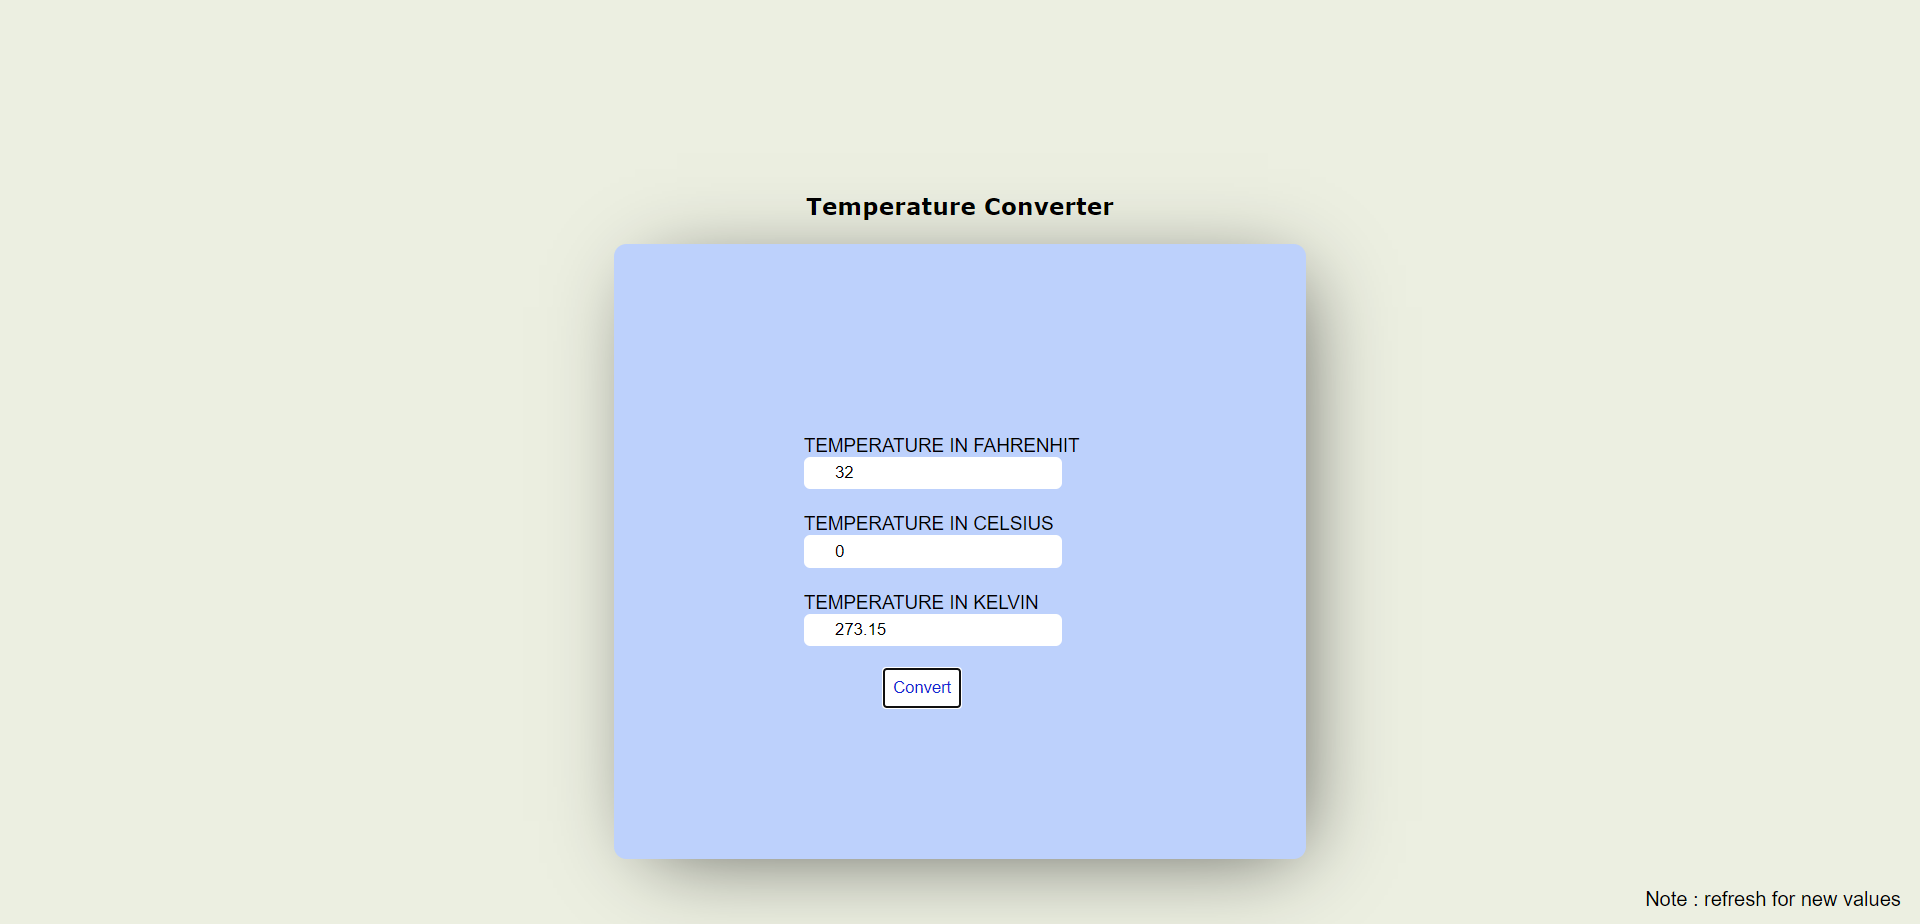 Temperature Converter
TEMPERATURE IN FAHRENHIT
32
TEMPERATURE IN CELSIUS
0
TEMPERATURE IN KELVIN
273.15
Convert
Note : refresh for new values